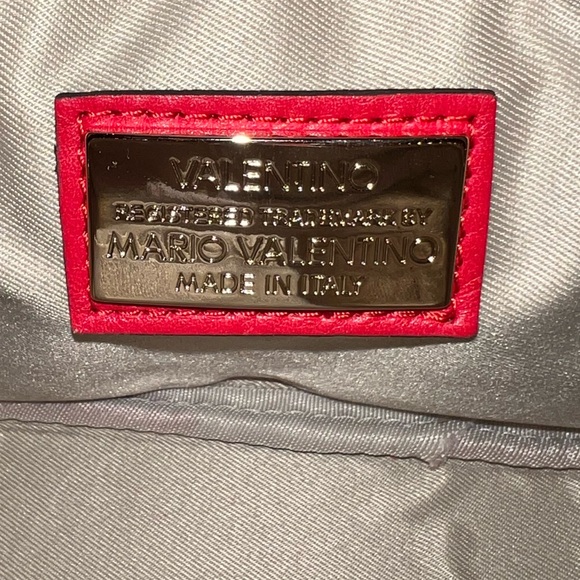 VALENTINO
REGISTERED TRADEMARK BY
MARIO VALENTINO
MADE IN ITALY